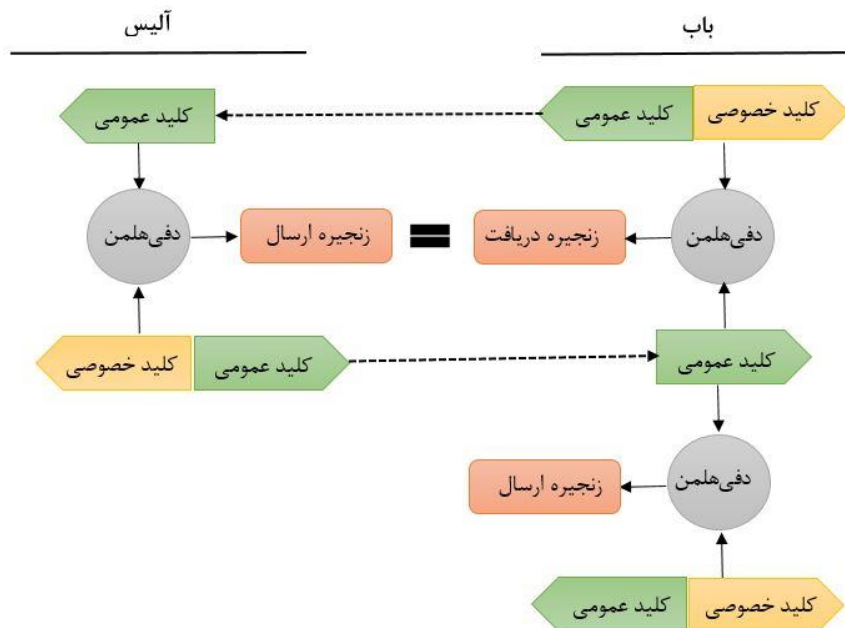 آلیس
باب
کلید عمومی
کلید عمومی
کلید خصوصی
دفی‌هلمن
زنجیره ارسال
زنجیره دریافت
دفی‌هلمن
کلید خصوصی
کلید عمومی
کلید عمومی
زنجیره ارسال
دفی‌هلمن
کلید عمومی
کلید خصوصی